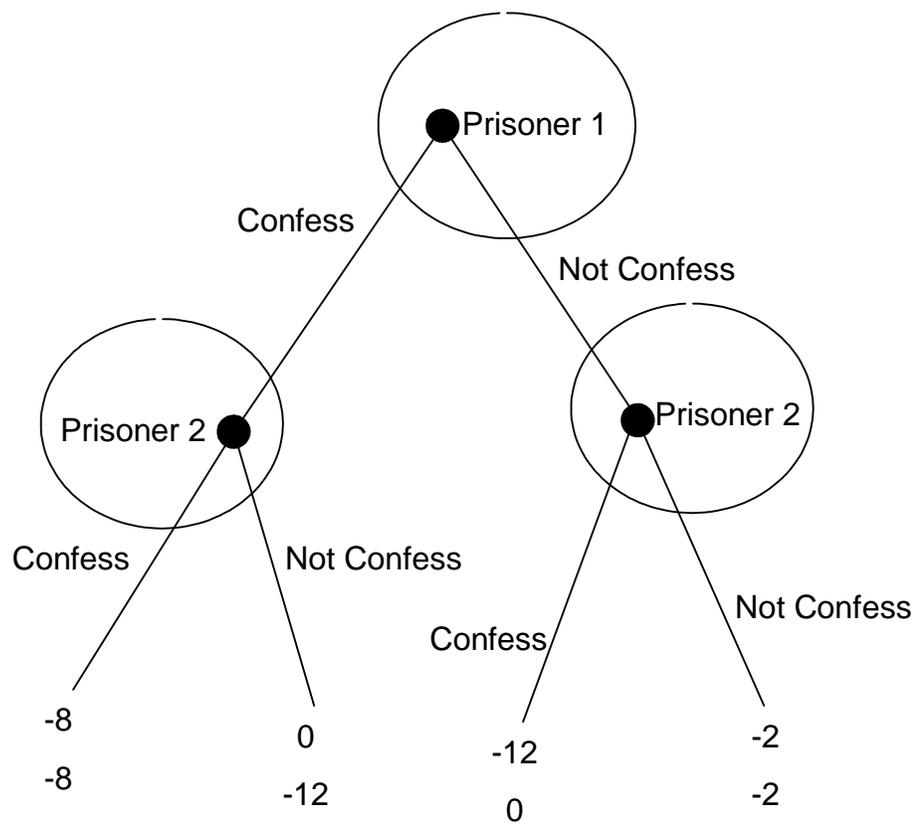 Prisoner 1
Confess
Not Confess
Prisoner 2
Prisoner 2
Confess
Not Confess
Confess
Not Confess
-8
-8
0
-12
-12
0
-2
-2